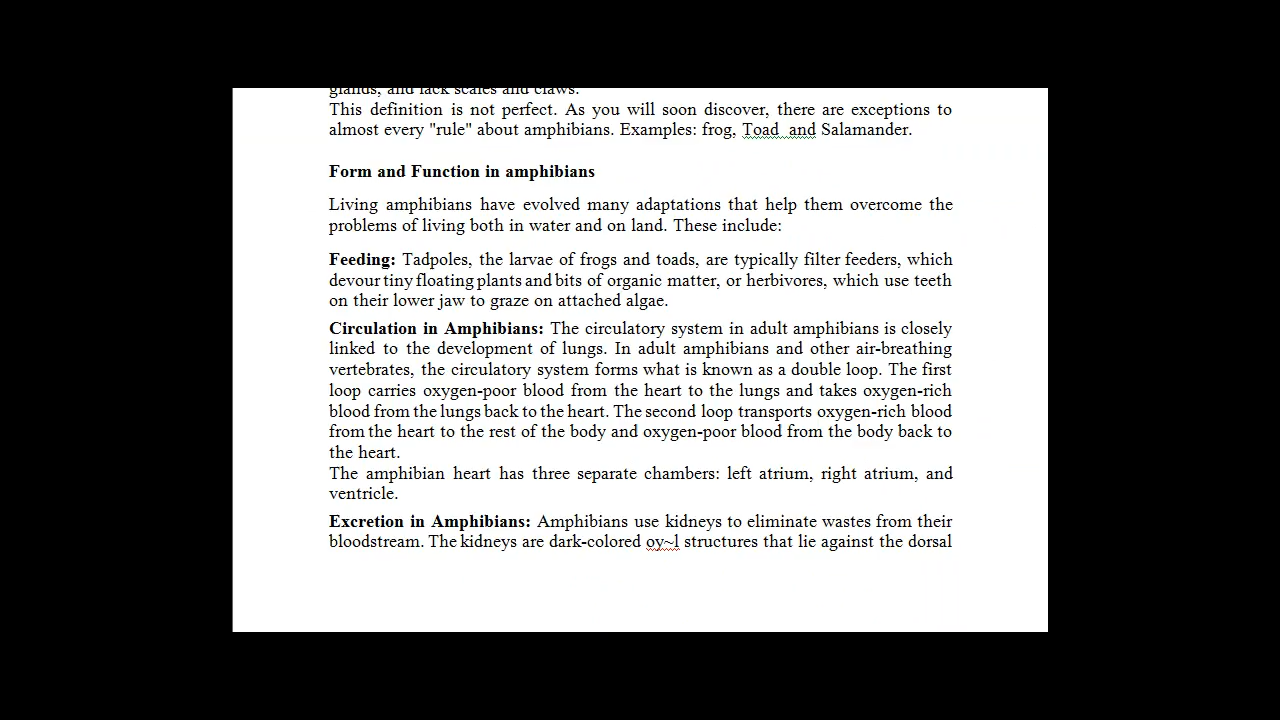 glands, and lack scales and claws.
This definition is not perfect. As you will soon discover, there are exceptions to
almost every "rule" about amphibians. Examples: frog, Toad  and Salamander.
Form and Function in amphibians
Living amphibians have evolved many adaptations that help them overcome the
problems of living both in water and on land. These include:
Feeding: Tadpoles, the larvae of frogs and toads, are typically filter feeders, which
devour tiny floating plants and bits of organic matter, or herbivores, which use teeth
on their lower jaw to graze on attached algae.
Circulation in Amphibians: The circulatory system in adult amphibians is closely
linked to the development of lungs. In adult amphibians and other air-breathing
vertebrates, the circulatory system forms what is known as a double loop. The first
loop carries oxygen-poor blood from the heart to the lungs and takes oxygen-rich
blood from the lungs back to the heart. The second loop transports oxygen-rich blood
from the heart to the rest of the body and oxygen-poor blood from the body back to
the heart.
The amphibian heart has three separate chambers: left atrium, right atrium, and
ventricle.
Excretion in Amphibians: Amphibians use kidneys to eliminate wastes from their
bloodstream. The kidneys are dark-colored oy~l structures that lie against the dorsal